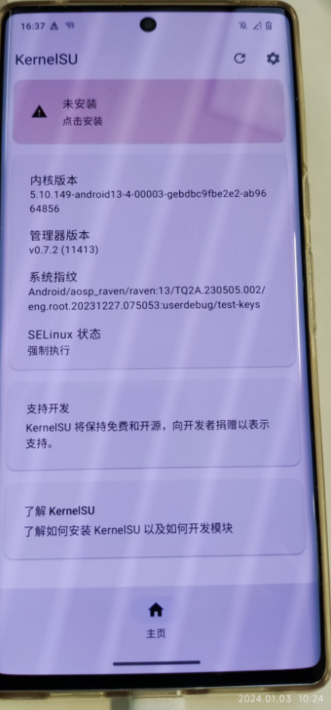 16:37
KernelSU
未安装
点击安装
内核版本
5.10.149-android13-4-00003-gebdbc9fbe2e2-ab96
64856
管理器版本
v0.7.2 (11413)
系统指纹
Android/aosp_raven/raven:13/TQ2A.230505.002/
eng.root.20231227.075053:userdebug/test-keys
SELinux 状态
强制执行
支持开发
KernelSU 将保持免费和开源，向开发者捐赠以表示
支持。
了解 KernelSU
了解如何安装 KernelSU 以及如何开发模块
主页
2024.01.03 10:24